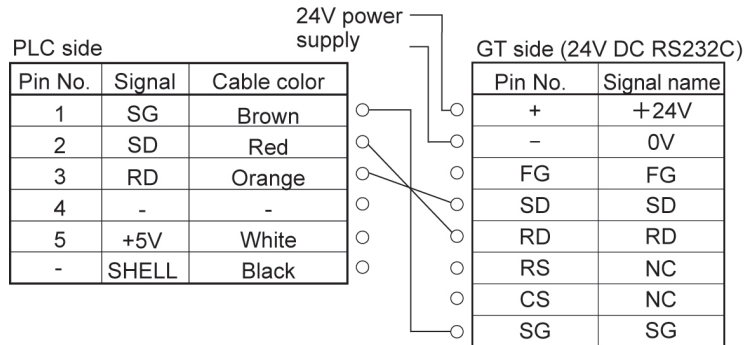 24V power
supply
PLC side
GT side (24V DC RS232C)
Pin No. Signal Cable color
1 SG Brown
2 SD Red
3 RD Orange
4 - -
5 +5V White
- SHELL Black
Pin No. Signal name
+ +24V
− 0V
FG FG
SD SD
RD RD
RS NC
CS NC
SG SG